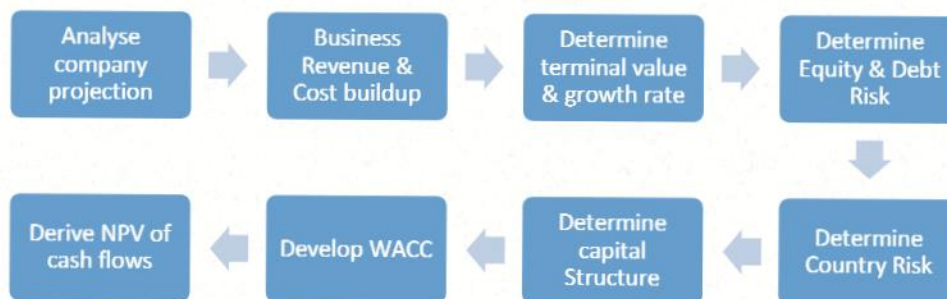 Analyse
company
projection
Business
Revenue &
Cost buildup
Determine
terminal value
& growth rate
Determine
Equity & Debt
Risk
Determine
Country Risk
Determine
capital
Structure
Develop WACC
Derive NPV of
cash flows